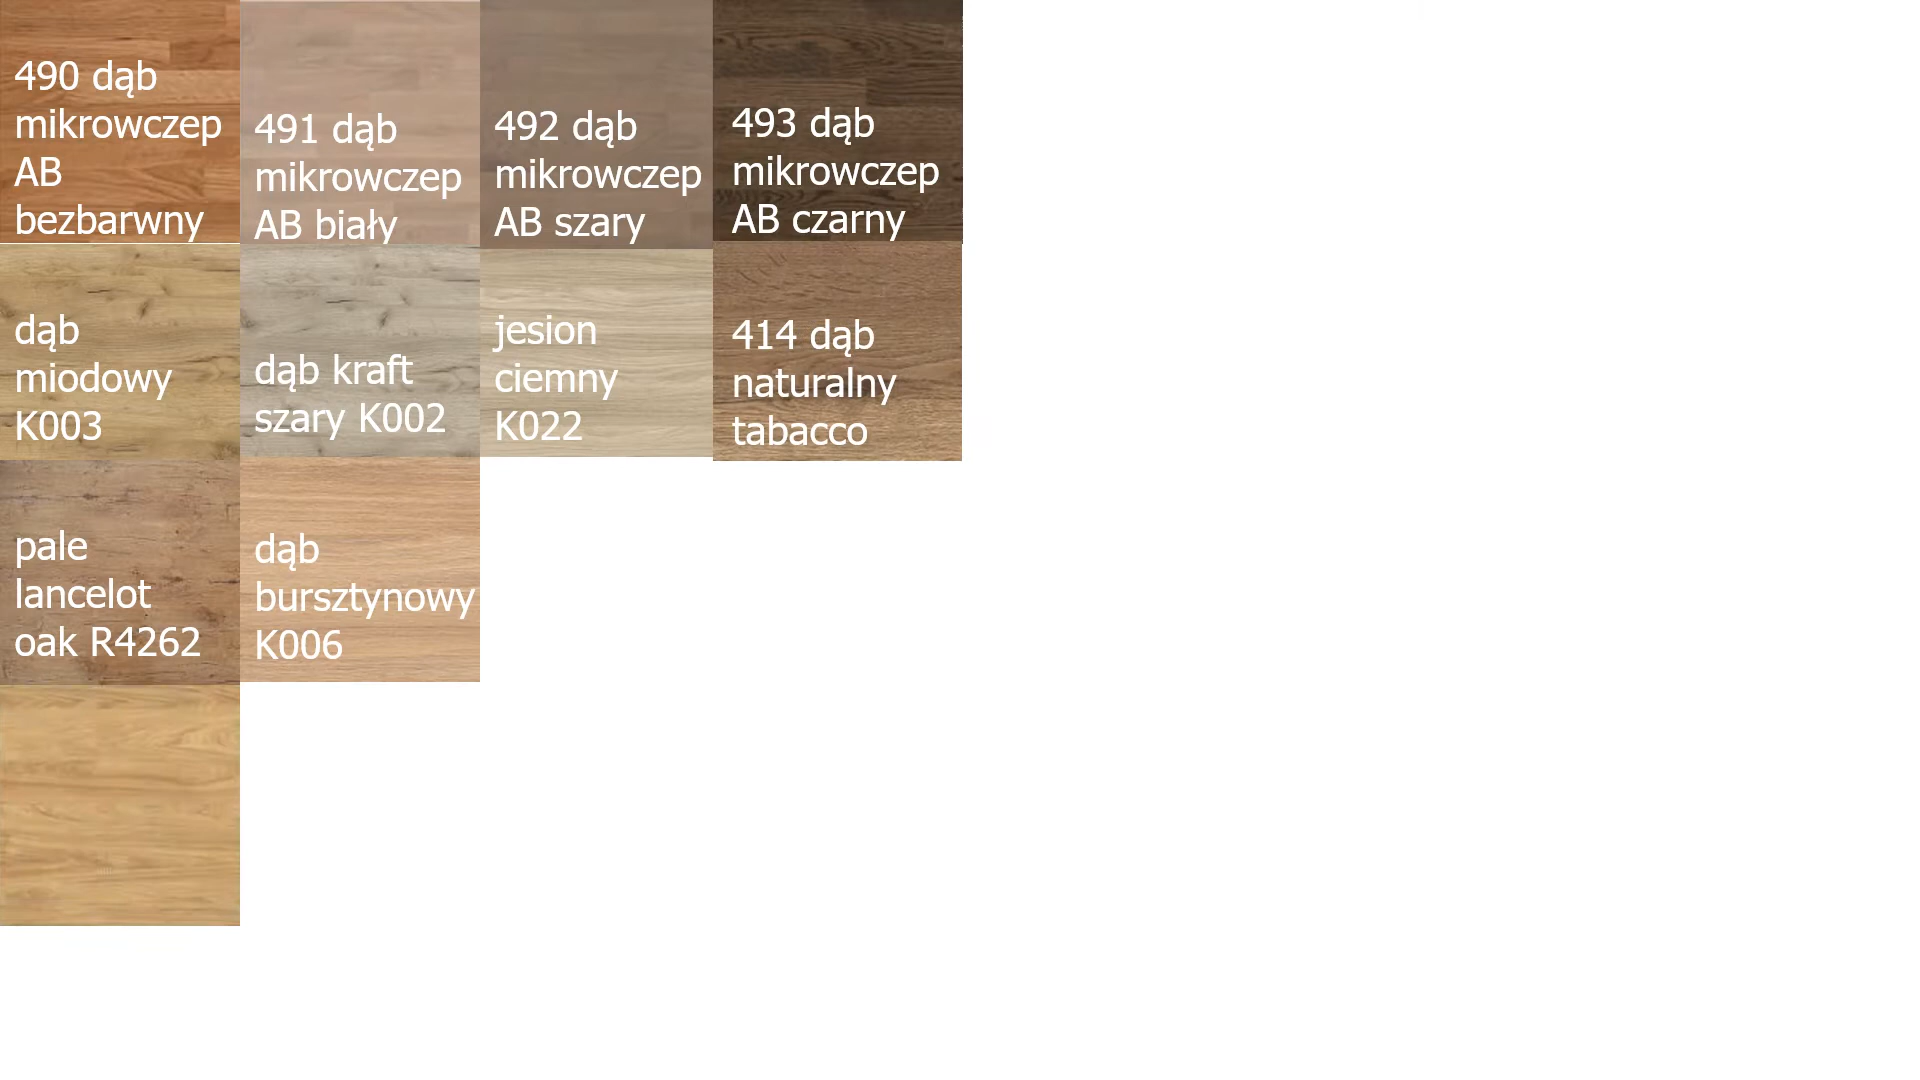 490 dąb
mikrowczep
AB
bezbarwny
491 dąb
mikrowczep
AB biały
492 dąb
mikrowczep
AB szary
493 dąb
mikrowczep
AB czarny
dąb
miodowy
K003
dąb kraft
szary K002
jesion
ciemny
K022
414 dąb
naturalny
tabacco
pale
lancelot
oak R4262
dąb
bursztynowy
K006